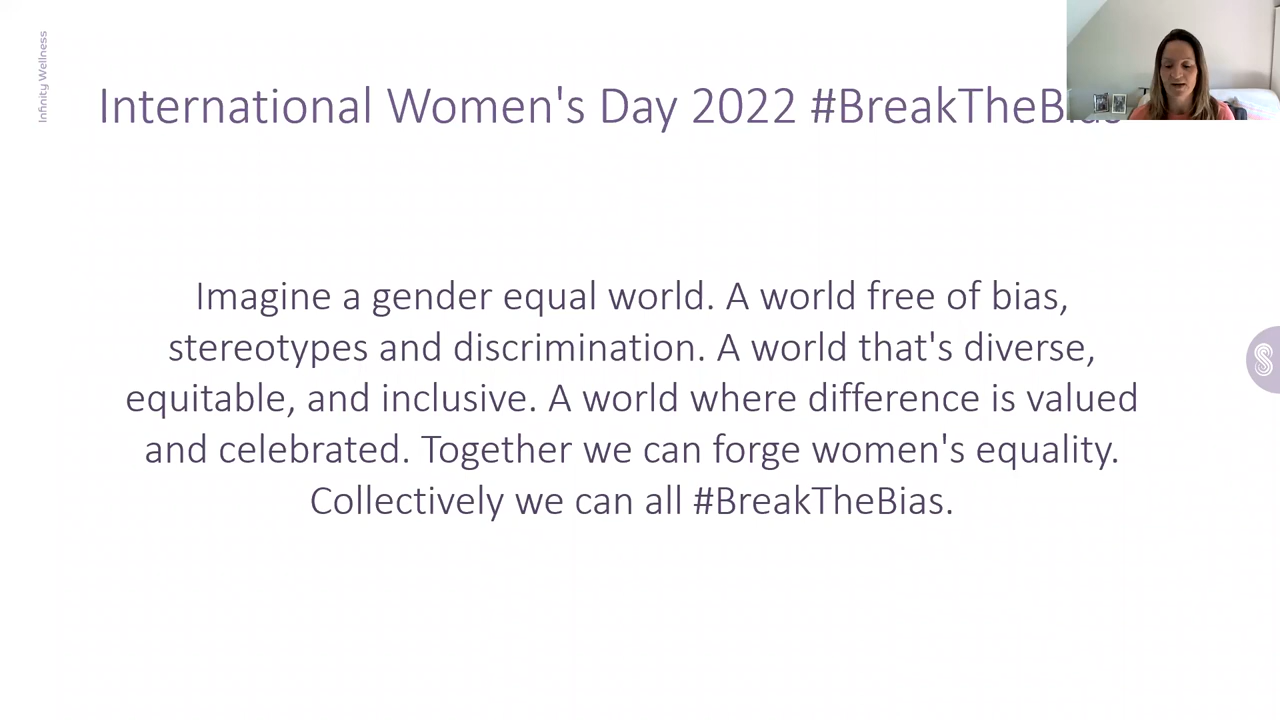 Infinity Wellness
International Women's Day 2022 #BreakTheBias
Imagine a gender equal world. A world free of bias,
stereotypes and discrimination. A world that's diverse,
equitable, and inclusive. A world where difference is valued
and celebrated. Together we can forge women's equality.
Collectively we can all #BreakTheBias.